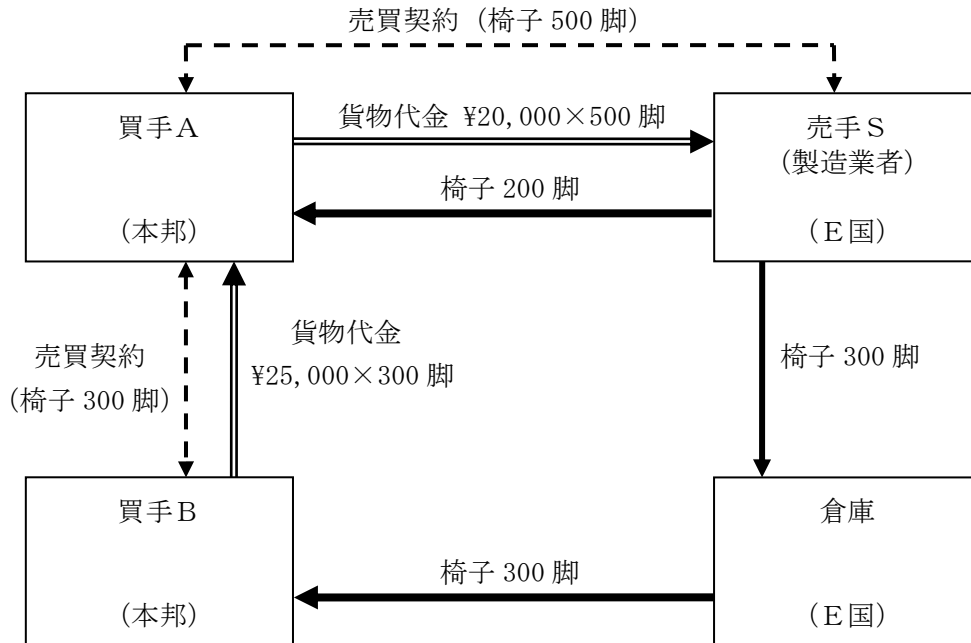 売買契約（椅子 500 脚）
買手Ａ
（本邦）
貨物代金 ¥20,000×500 脚
椅子 200 脚
売手Ｓ
（製造業者）
（Ｅ国）
売買契約
（椅子 300 脚）
貨物代金
¥25,000×300 脚
椅子 300 脚
買手Ｂ
（本邦）
椅子 300 脚
倉庫
（Ｅ国）